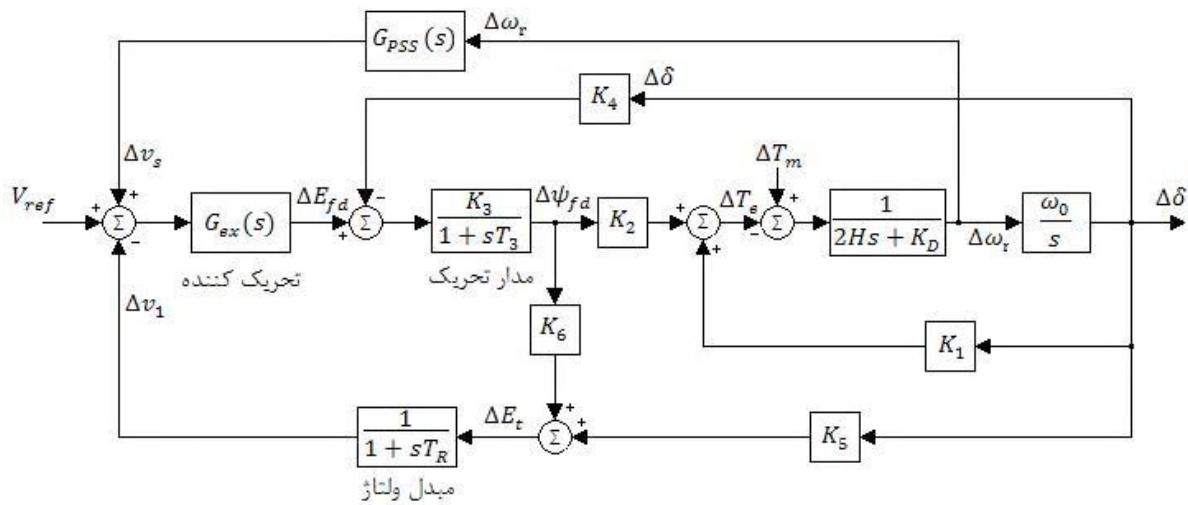 G_PSS(s)
Δω_r
K_4
Δδ
Δv_s
ΔT_m
V_ref
+
+
−
Σ
G_ex(s)
ΔE_fd
−
+
Σ
K_3
1 + sT_3
Δψ_fd
K_2
+
+
Σ
ΔT_e
+
−
Σ
1
2Hs + K_D
Δω_r
ω_0
s
Δδ
تحریک کننده
مدار تحریک
Δv_1
K_6
K_1
1
1 + sT_R
ΔE_t
+
+
Σ
K_5
مبدل ولتاژ